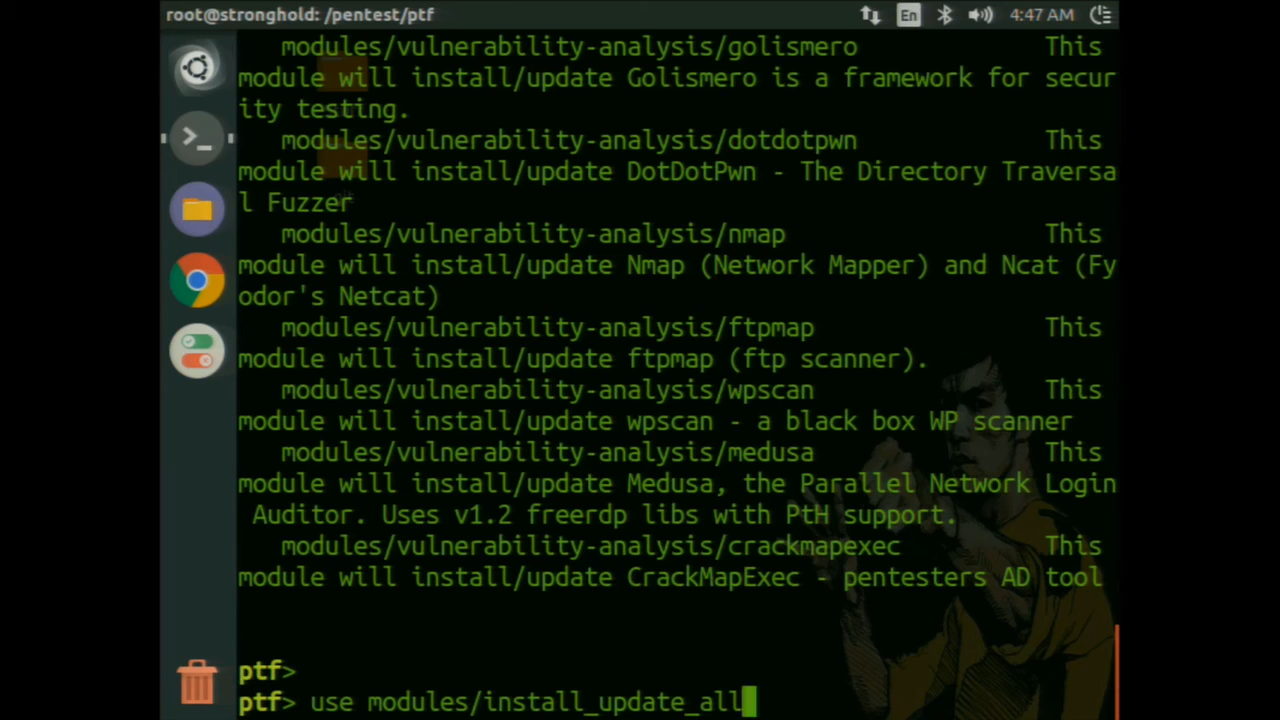 root@stronghold: /pentest/ptf En 4:47 AM
modules/vulnerability-analysis/golismero This
module will install/update Golismero is a framework for secur
ity testing.
modules/vulnerability-analysis/dotdotpwn This
module will install/update DotDotPwn - The Directory Traversa
l Fuzzer
modules/vulnerability-analysis/nmap This
module will install/update Nmap (Network Mapper) and Ncat (Fy
odor's Netcat)
modules/vulnerability-analysis/ftpmap This
module will install/update ftpmap (ftp scanner).
modules/vulnerability-analysis/wpscan This
module will install/update wpscan - a black box WP scanner
modules/vulnerability-analysis/medusa This
module will install/update Medusa, the Parallel Network Login
Auditor. Uses v1.2 freerdp libs with PtH support.
modules/vulnerability-analysis/crackmapexec This
module will install/update CrackMapExec - pentesters AD tool
ptf>
ptf> use modules/install_update_all